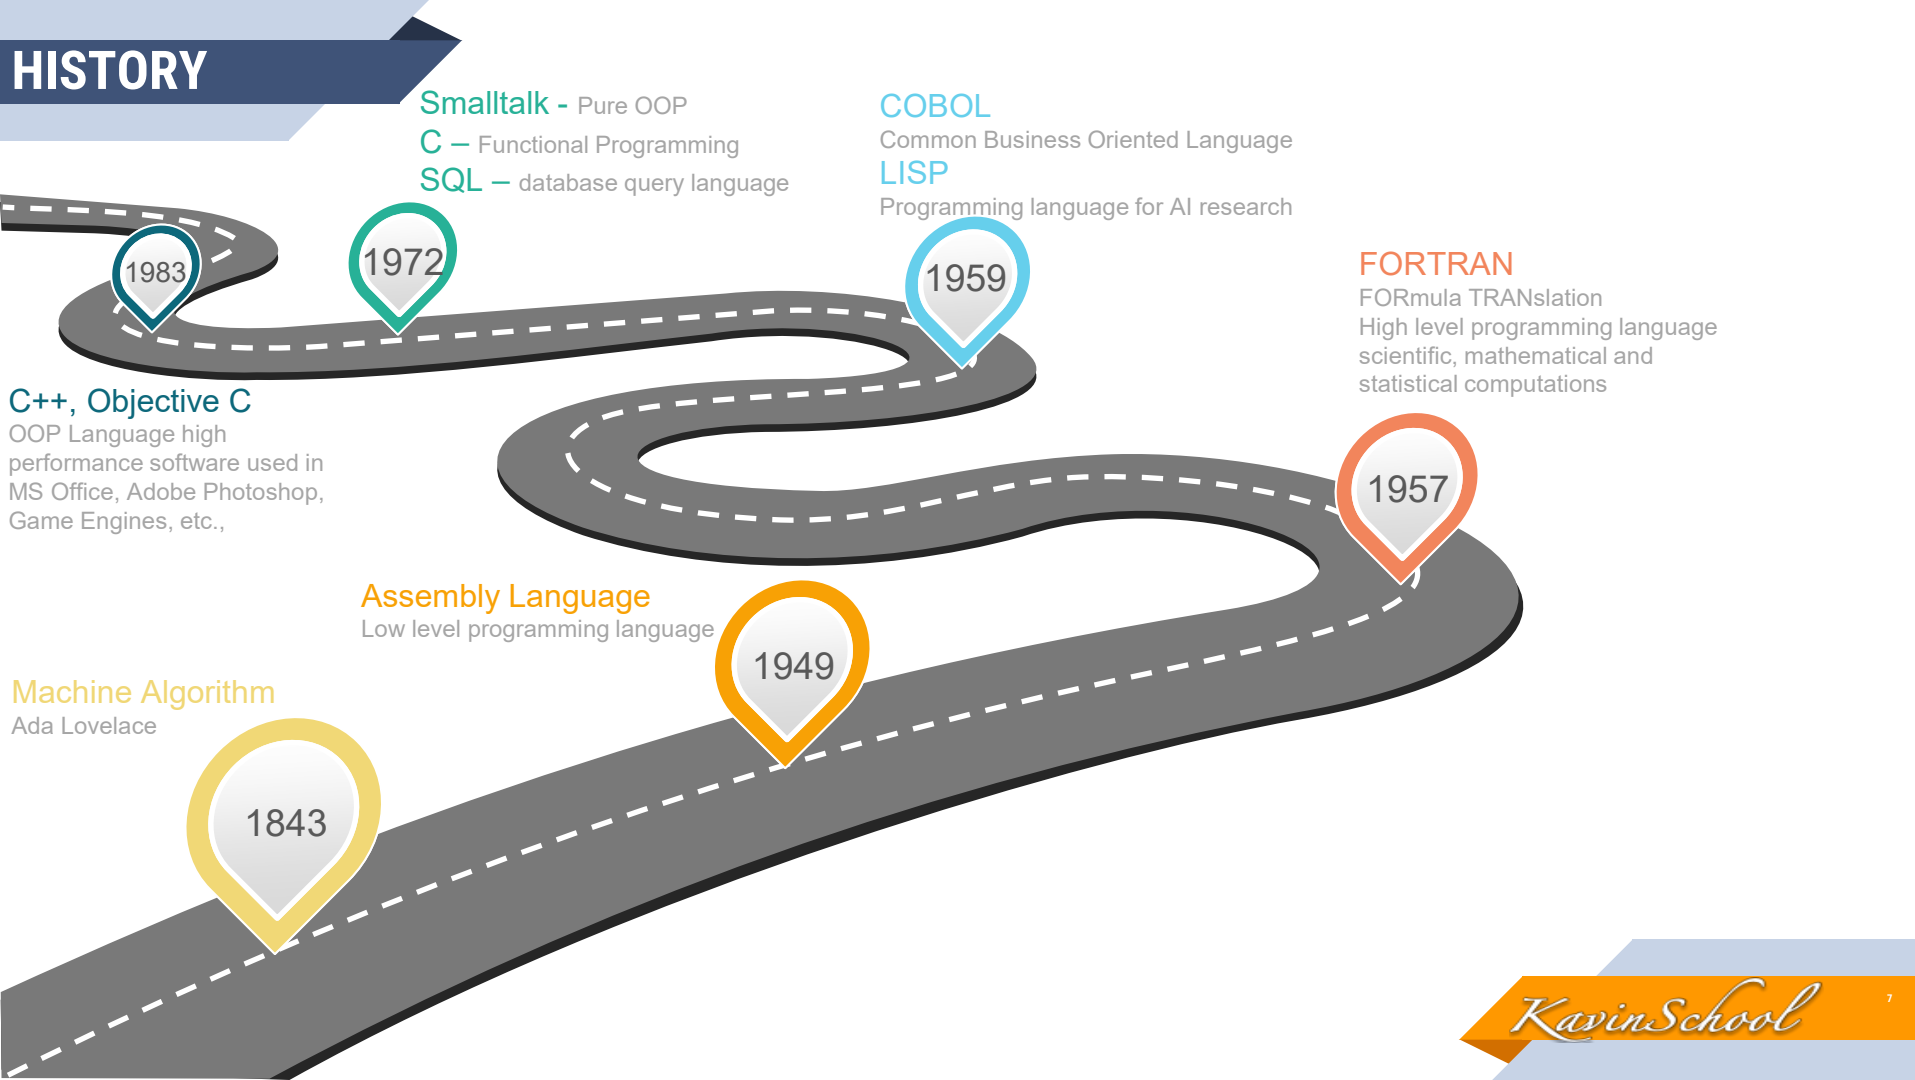 HISTORY
Smalltalk - Pure OOP
C – Functional Programming
SQL – database query language
COBOL
Common Business Oriented Language
LISP
Programming language for AI research
1983
1972
1959
FORTRAN
FORmula TRANslation
High level programming language
scientific, mathematical and
statistical computations
C++, Objective C
OOP Language high
performance software used in
MS Office, Adobe Photoshop,
Game Engines, etc.,
1957
Assembly Language
Low level programming language
1949
Machine Algorithm
Ada Lovelace
1843
KavinSchool
7